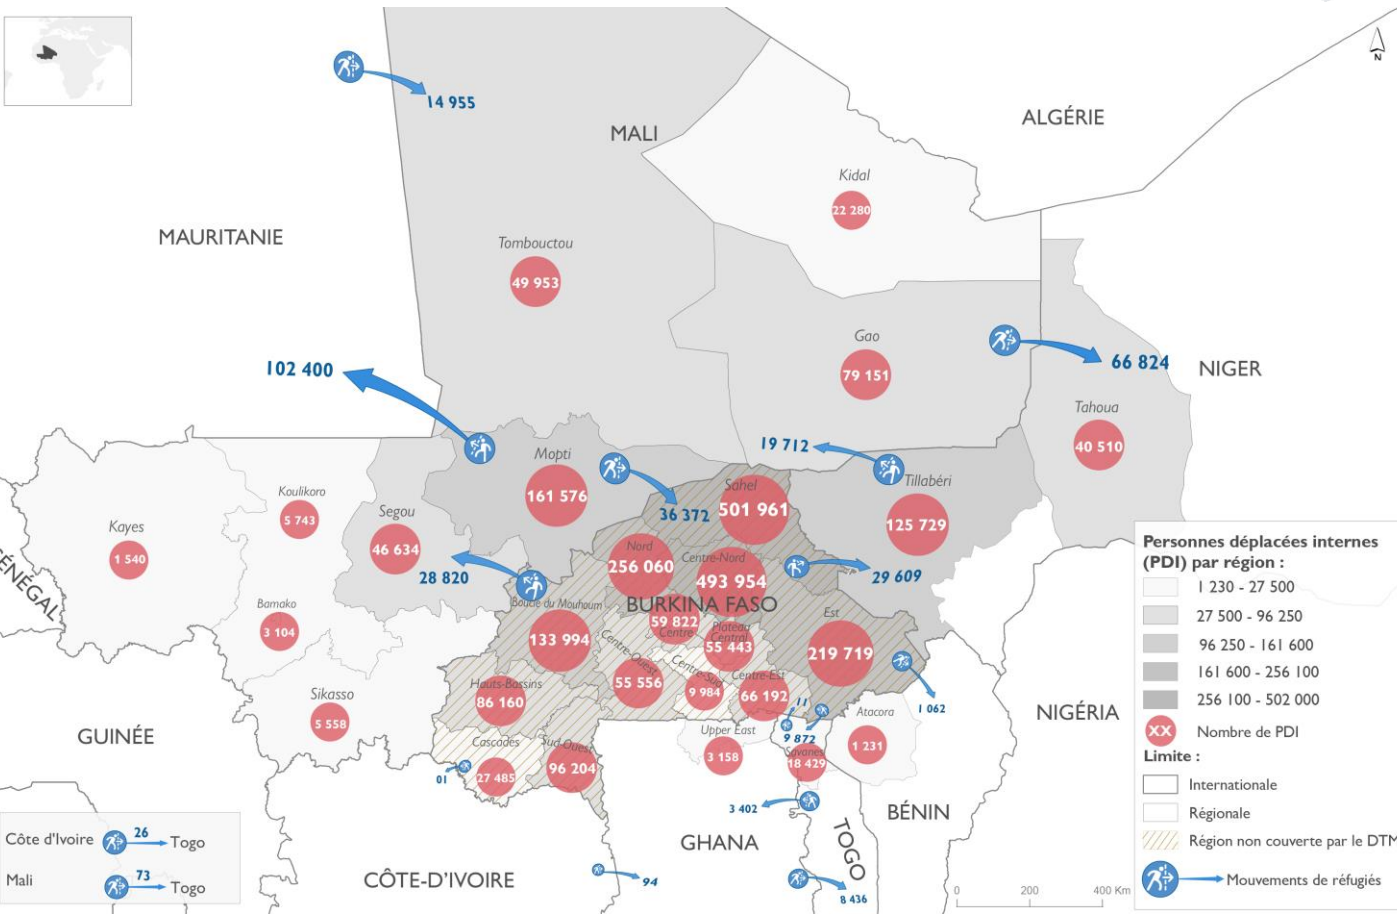 N
14 955
MALI
ALGÉRIE
Kidal
22 280
MAURITANIE
Tombouctou
49 953
Gao
79 151
66 824
NIGER
102 400
Tahoua
40 510
19 712
Mopti
161 576
Tillabéri
125 729
Sahel
501 961
36 372
Koulikoro
5 743
Segou
46 634
Kayes
1 540
Nord
256 060
Centre-Nord
493 954
29 609
28 820
SÉNÉGAL
Bamako
3 104
Boucle du Mouhoum
133 994
BURKINA FASO
59 822
Centre
Plateau
Central
55 443
Est
219 719
Centre-Ouest
55 556
Centre-Sud
9 984
Centre-Est
66 192
1 062
Hauts-Bassins
86 160
Sikasso
5 558
11
9 872
Atacora
1 231
NIGÉRIA
GUINÉE
Cascades
27 485
01
Sud-Ouest
96 204
Upper East
3 158
Savanes
18 429
3 402
BÉNIN
GHANA
TOGO
CÔTE-D'IVOIRE
94
8 436
Côte d'Ivoire 26 Togo
Mali 73 Togo
Personnes déplacées internes
(PDI) par région :
1 230 - 27 500
27 500 - 96 250
96 250 - 161 600
161 600 - 256 100
256 100 - 502 000
XX Nombre de PDI
Limite :
Internationale
Régionale
Région non couverte par le DTM
Mouvements de réfugiés
0 200 400 Km